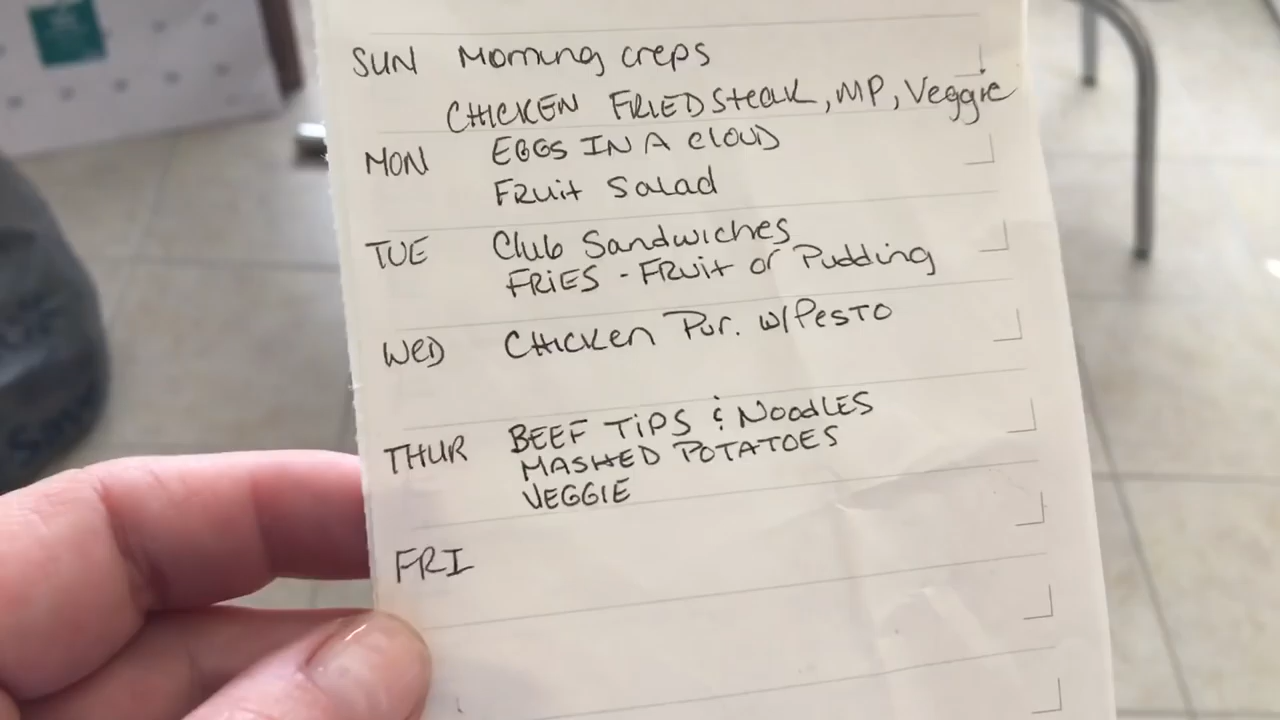 SUN Morning creps
CHICKEN FRIED Steak, MP, Veggie
MON EGGS IN A CLOUD
FRuit Salad
TUE Club Sandwiches
FRIES - FRuit or Pudding
WED CHicKen Pur. w/PESTO
THUR BEEF TiPS & NoodLES
MASHED POTATOES
VEGGIE
FRI